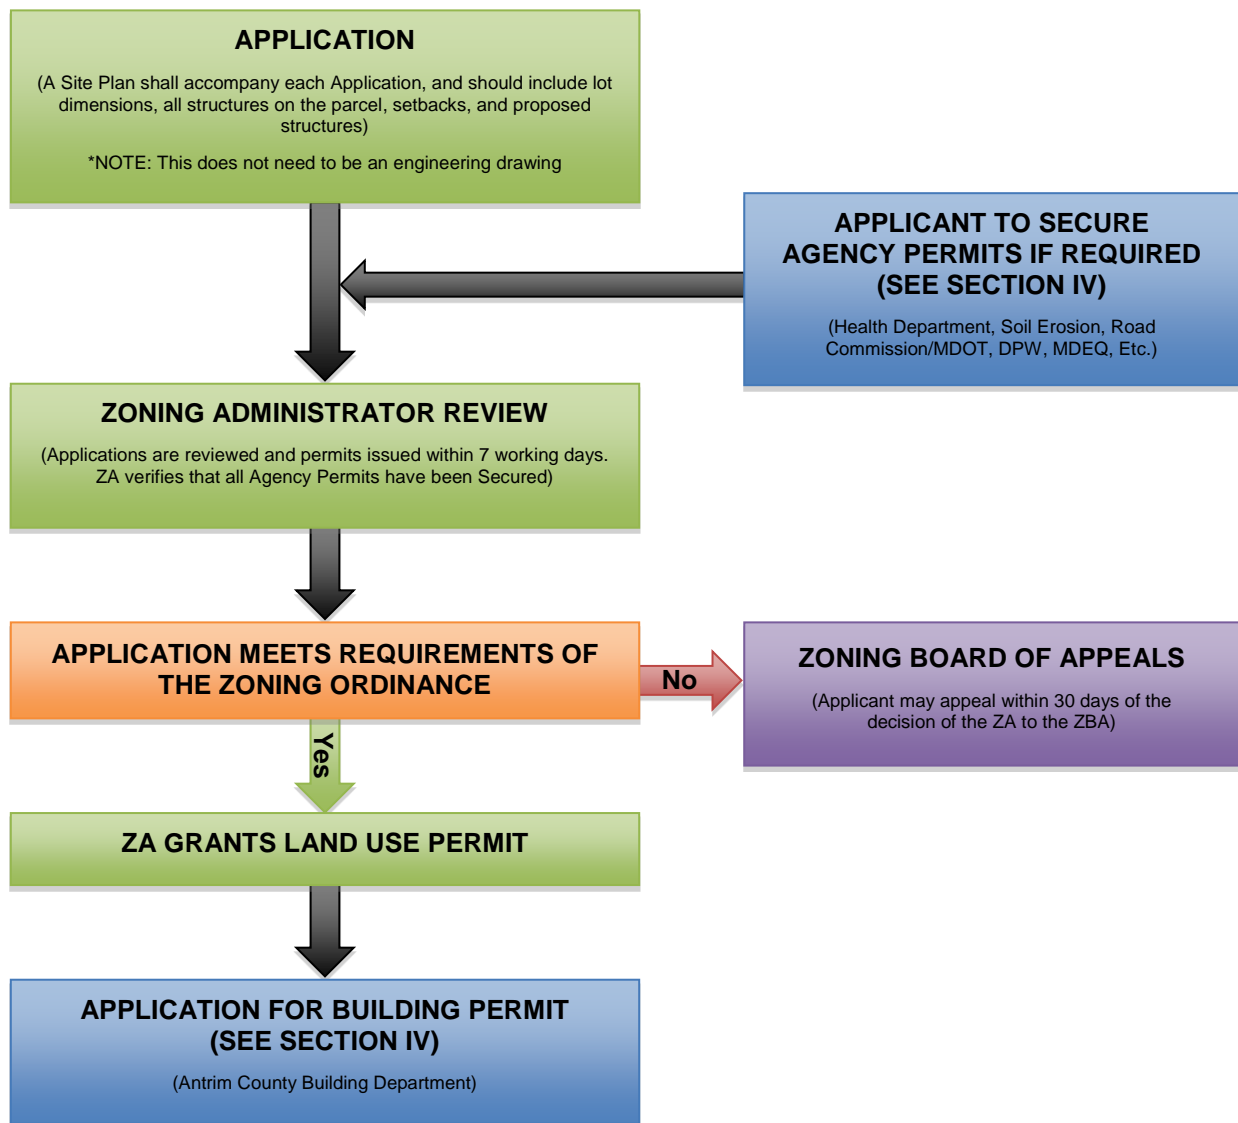 APPLICATION
(A Site Plan shall accompany each Application, and should include lot
dimensions, all structures on the parcel, setbacks, and proposed
structures)
*NOTE: This does not need to be an engineering drawing
APPLICANT TO SECURE
AGENCY PERMITS IF REQUIRED
(SEE SECTION IV)
(Health Department, Soil Erosion, Road
Commission/MDOT, DPW, MDEQ, Etc.)
ZONING ADMINISTRATOR REVIEW
(Applications are reviewed and permits issued within 7 working days.
ZA verifies that all Agency Permits have been Secured)
APPLICATION MEETS REQUIREMENTS OF
THE ZONING ORDINANCE
No
ZONING BOARD OF APPEALS
(Applicant may appeal within 30 days of the
decision of the ZA to the ZBA)
Yes
ZA GRANTS LAND USE PERMIT
APPLICATION FOR BUILDING PERMIT
(SEE SECTION IV)
(Antrim County Building Department)